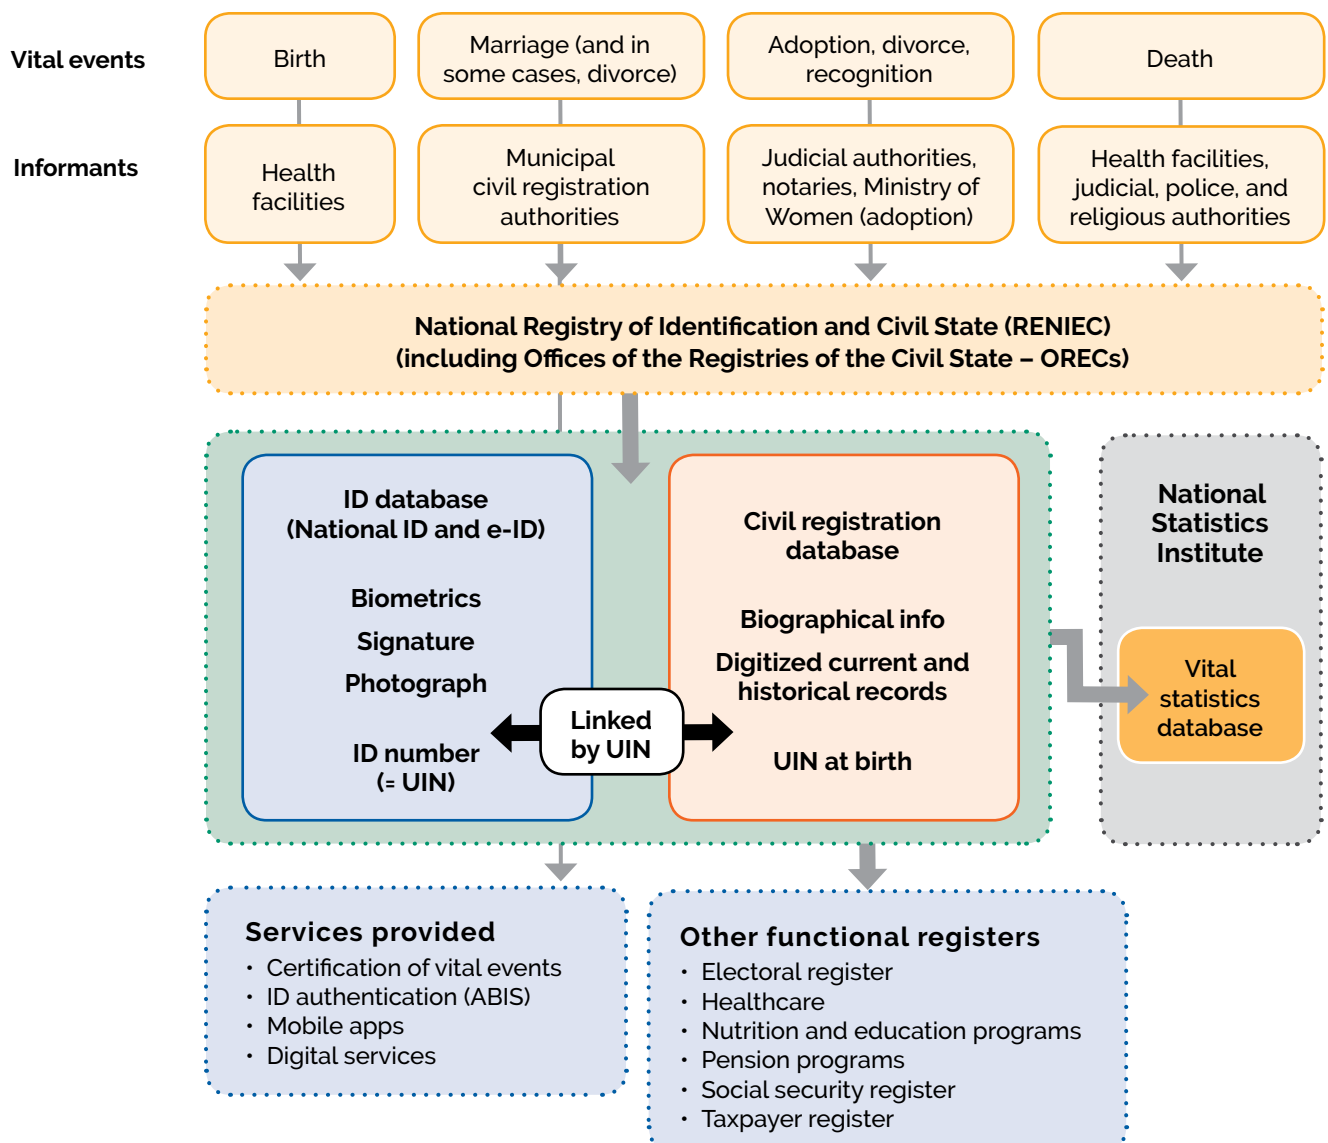 Vital events
Birth
Marriage (and in
some cases, divorce)
Adoption, divorce,
recognition
Death
Informants
Health
facilities
Municipal
civil registration
authorities
Judicial authorities,
notaries, Ministry of
Women (adoption)
Health facilities,
judicial, police, and
religious authorities
National Registry of Identification and Civil State (RENIEC)
(including Offices of the Registries of the Civil State – ORECs)
ID database
(National ID and e-ID)
Biometrics
Signature
Photograph
ID number
(= UIN)
Linked
by UIN
Civil registration
database
Biographical info
Digitized current and
historical records
UIN at birth
National
Statistics
Institute
Vital
statistics
database
Services provided
• Certification of vital events
• ID authentication (ABIS)
• Mobile apps
• Digital services
Other functional registers
• Electoral register
• Healthcare
• Nutrition and education programs
• Pension programs
• Social security register
• Taxpayer register